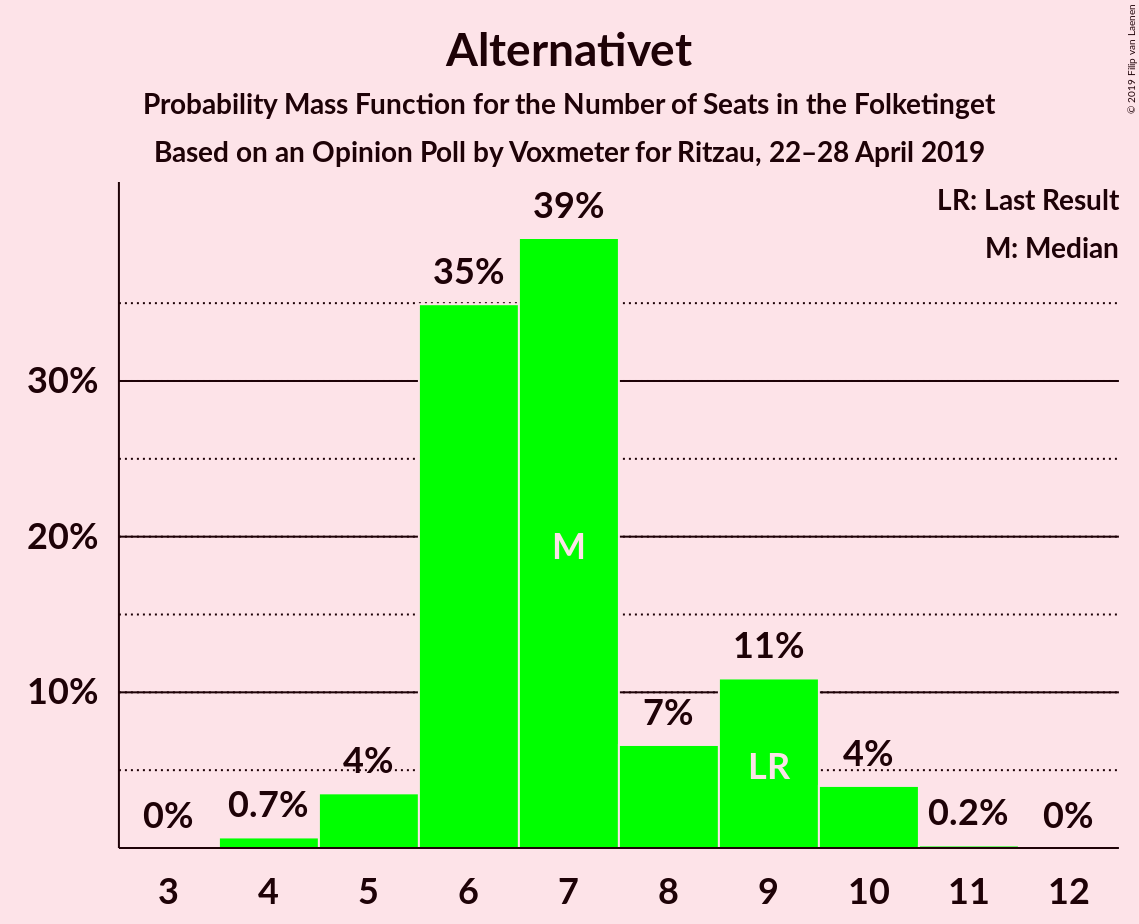 Alternativet
Probability Mass Function for the Number of Seats in the Folketinget
Based on an Opinion Poll by Voxmeter for Ritzau, 22–28 April 2019
© 2019 Filip van Laenen
LR: Last Result
M: Median
39%
35%
30%
20%
M
11%
10%
7%
LR
4%
4%
0%
0.7%
0.2%
0%
3 4 5 6 7 8 9 10 11 12